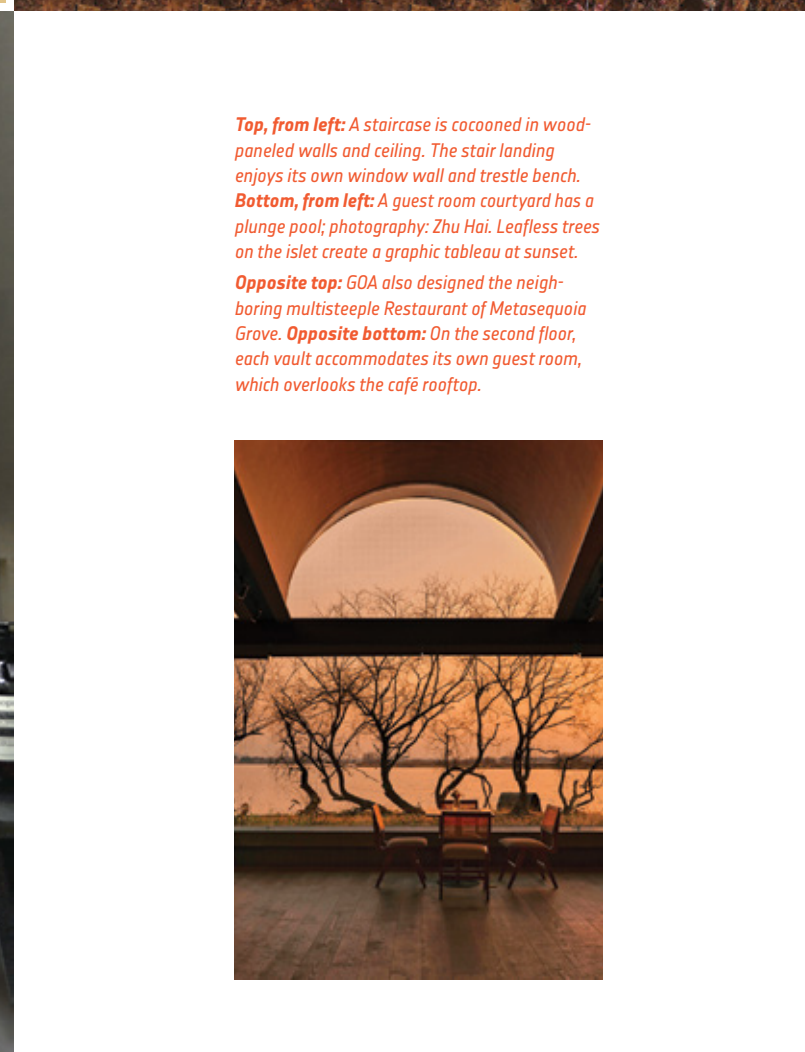 Top, from left: A staircase is cocooned in wood-
paneled walls and ceiling. The stair landing
enjoys its own window wall and trestle bench.
Bottom, from left: A guest room courtyard has a
plunge pool; photography: Zhu Hai. Leafless trees
on the islet create a graphic tableau at sunset.
Opposite top: GOA also designed the neigh-
boring multisteeple Restaurant of Metasequoia
Grove. Opposite bottom: On the second floor,
each vault accommodates its own guest room,
which overlooks the café rooftop.